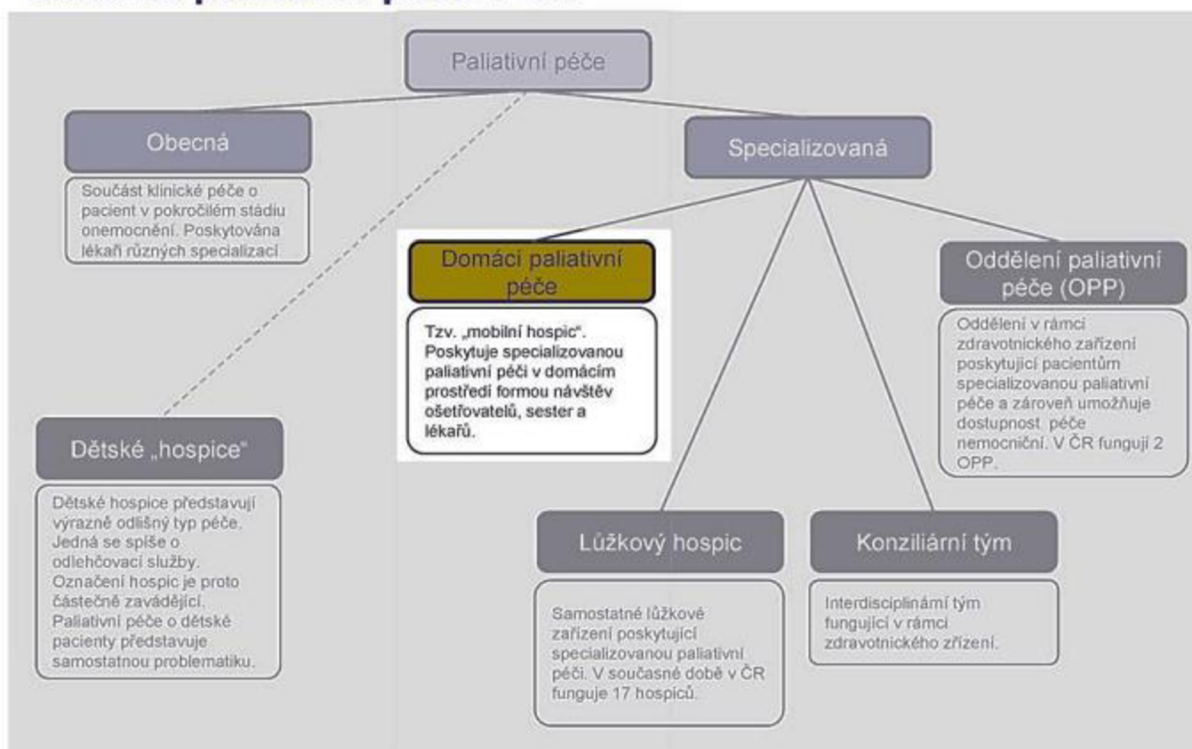 Paliativní péče
Obecná
Součást klinické péče o
pacient v pokročilém stádiu
onemocnění. Poskytována
lékaři různých specializací
Specializovaná
Domácí paliativní
péče
Tzv. „mobilní hospic“.
Poskytuje specializovanou
paliativní péči v domácím
prostředí formou návštěv
ošetřovatelů, sester a
lékařů.
Oddělení paliativní
péče (OPP)
Oddělení v rámci
zdravotnického zařízení
poskytující pacientům
specializovanou paliativní
péče a zároveň umožňuje
dostupnost péče
nemocniční. V ČR fungují 2
OPP.
Dětské „hospice“
Dětské hospice představují
výrazně odlišný typ péče.
Jedná se spíše o
odlehčovací služby.
Označení hospic je proto
částečně zavádějící.
Paliativní péče o dětské
pacienty představuje
samostatnou problematiku.
Lůžkový hospic
Samostatné lůžkové
zařízení poskytující
specializovanou paliativní
péči. V současné době v ČR
funguje 17 hospiců.
Konziliární tým
Interdisciplinární tým
fungující v rámci
zdravotnického zřízení.